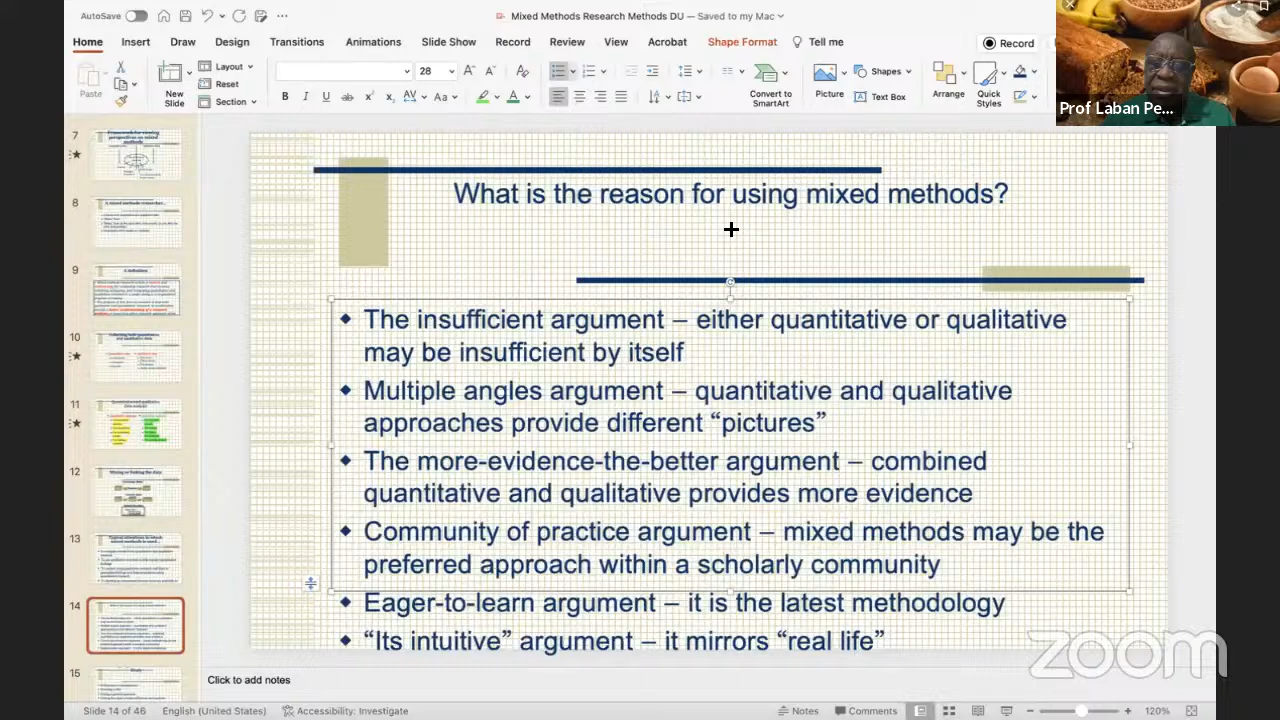 AutoSave
Mixed Methods Research Methods DU — Saved to my Mac
Home Insert Draw Design Transitions Animations Slide Show Record Review View Acrobat Shape Format Tell me
Record
Paste
New Slide
Layout
Reset
Section
28
Convert to SmartArt
Picture
Shapes
Text Box
Arrange
Quick Styles
Prof Laban Pe...
7
8
9
10
11
12
13
14
15
What is the reason for using mixed methods?
The insufficient argument – either quantitative or qualitative
may be insufficient by itself
Multiple angles argument – quantitative and qualitative
approaches provide different “pictures”
The more-evidence-the-better argument – combined
quantitative and qualitative provides more evidence
Community of practice argument – mixed methods may be the
preferred approach within a scholarly community
Eager-to-learn argument – it is the latest methodology
“Its intuitive” argument – it mirrors “real life”
zoom
Click to add notes
Slide 14 of 46 English (United States) Accessibility: Investigate Notes Comments 120%